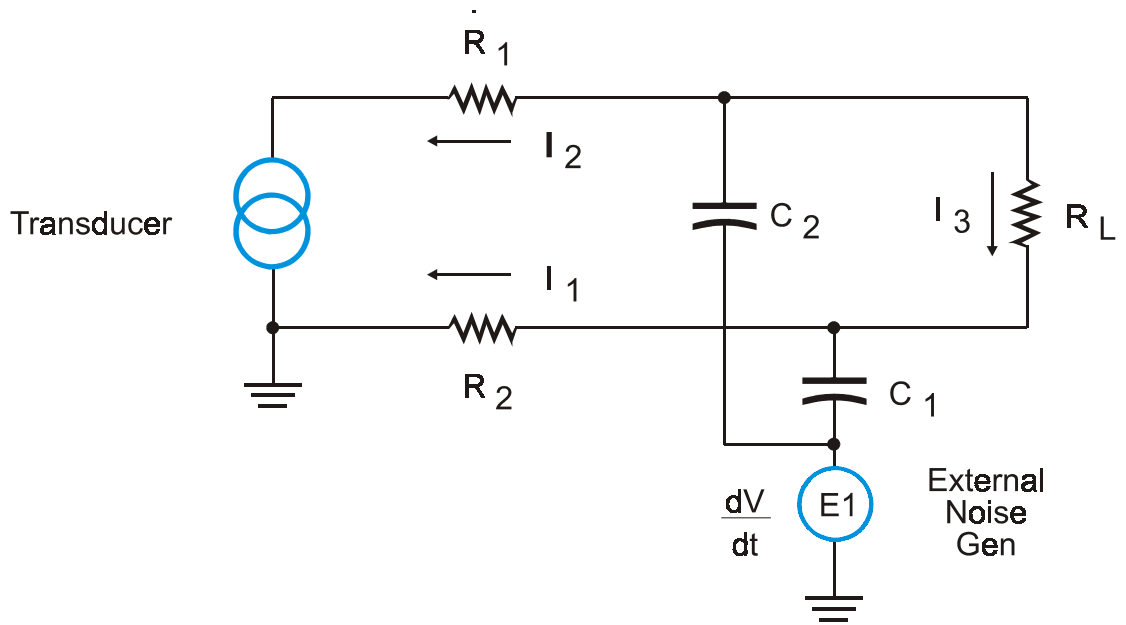 R 1
I 2
Transducer
C 2
I 3
R L
I 1
R 2
C 1
dV
dt
E1
External
Noise
Gen